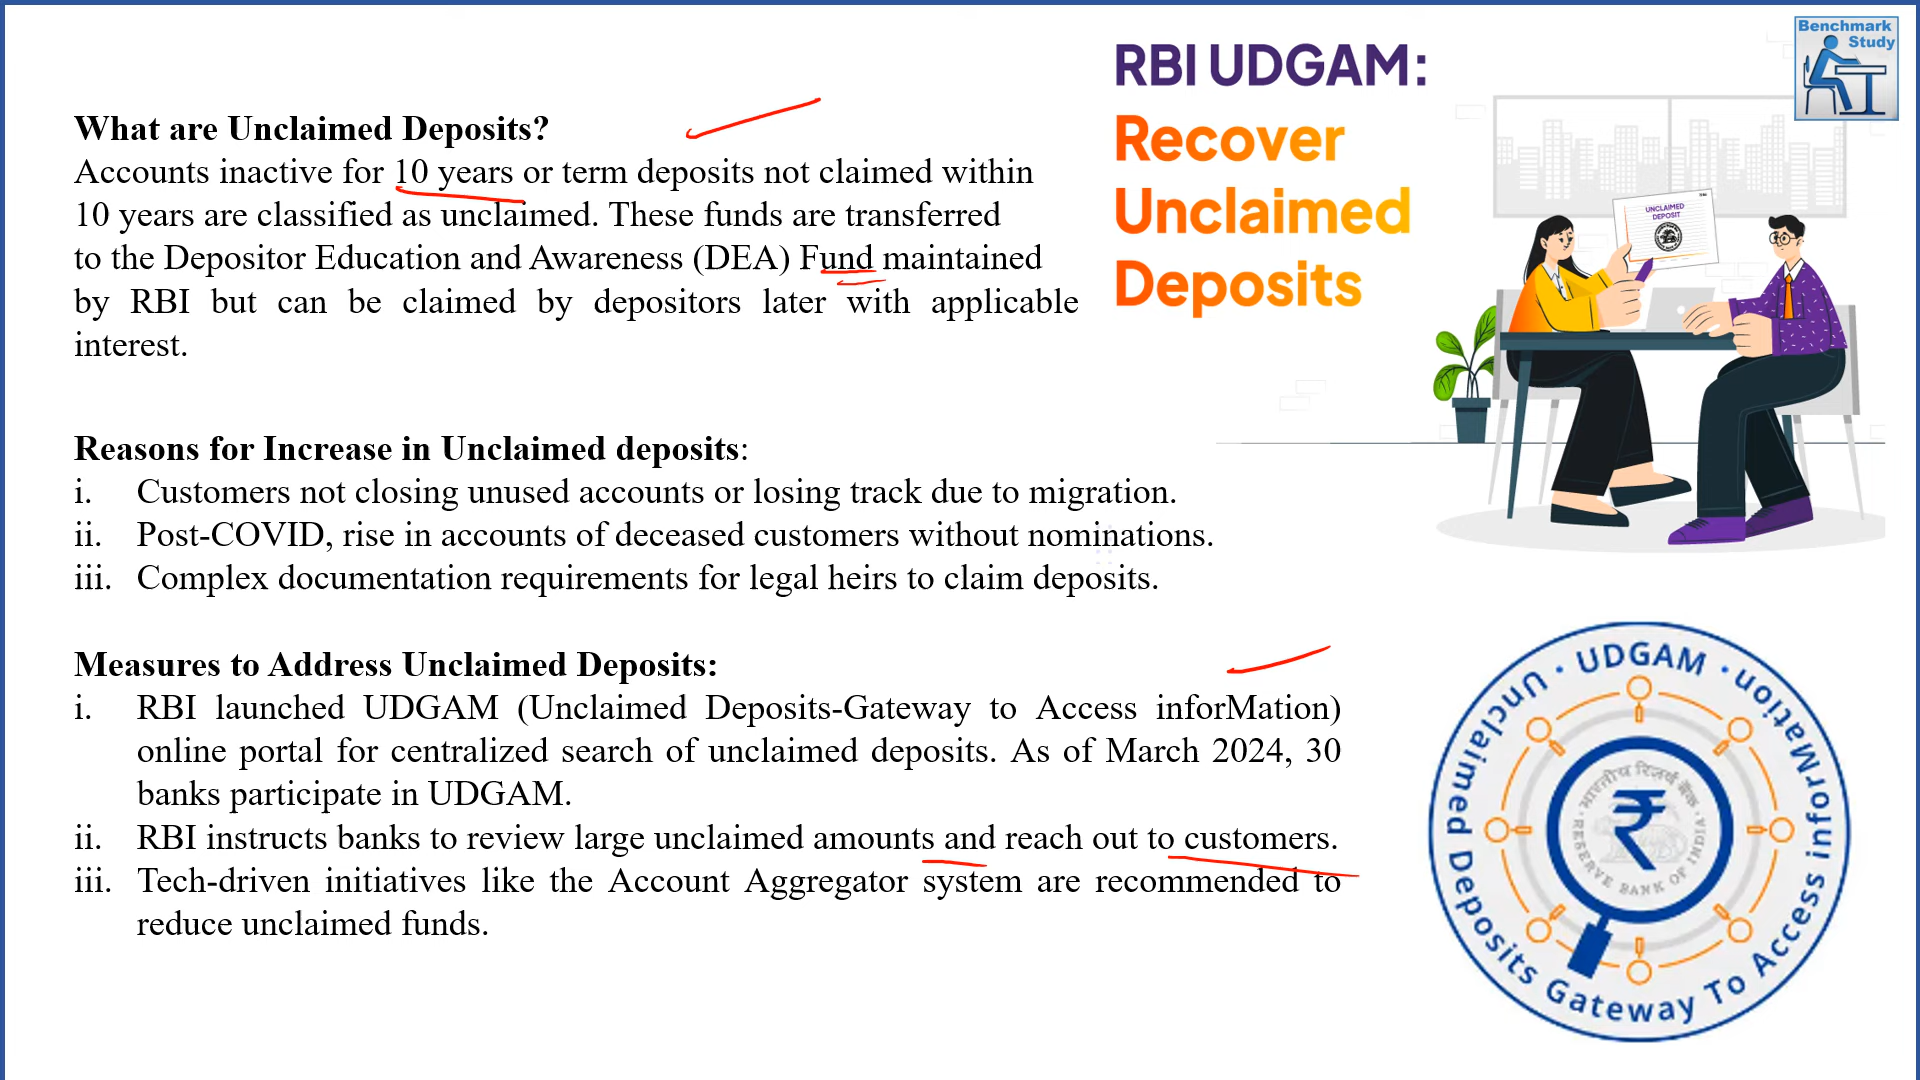 Benchmark
Study
RBI UDGAM:
Recover
Unclaimed
Deposits
UNCLAIMED
DEPOSIT
What are Unclaimed Deposits?
Accounts inactive for 10 years or term deposits not claimed within
10 years are classified as unclaimed. These funds are transferred
to the Depositor Education and Awareness (DEA) Fund maintained
by RBI but can be claimed by depositors later with applicable
interest.
Reasons for Increase in Unclaimed deposits:
i. Customers not closing unused accounts or losing track due to migration.
ii. Post-COVID, rise in accounts of deceased customers without nominations.
iii. Complex documentation requirements for legal heirs to claim deposits.
Measures to Address Unclaimed Deposits:
i. RBI launched UDGAM (Unclaimed Deposits-Gateway to Access inforMation)
online portal for centralized search of unclaimed deposits. As of March 2024, 30
banks participate in UDGAM.
ii. RBI instructs banks to review large unclaimed amounts and reach out to customers.
iii. Tech-driven initiatives like the Account Aggregator system are recommended to
reduce unclaimed funds.
· UDGAM ·
Unclaimed Deposits Gateway To Access inforMation
भारतीय रिज़र्व बैंक
RESERVE BANK OF INDIA
₹